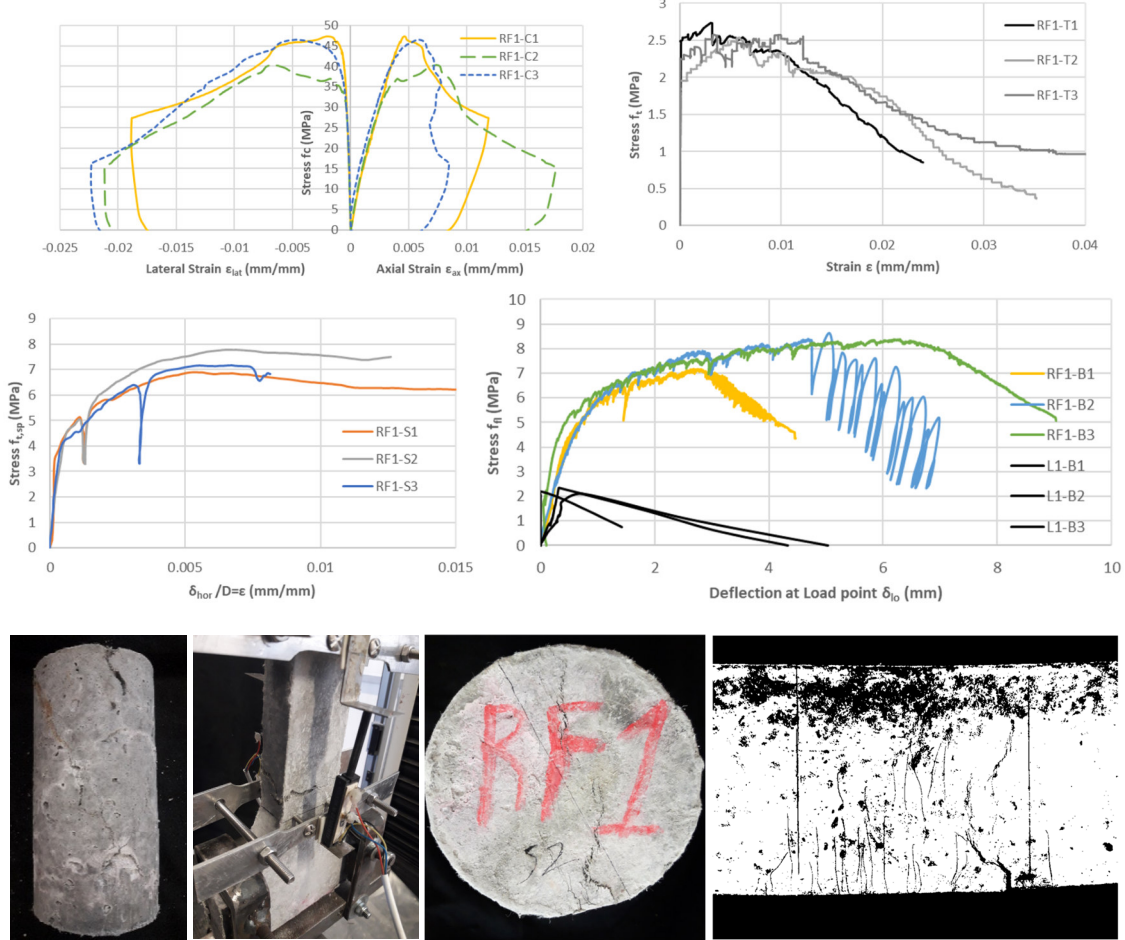 50
45
40
35
30
25
20
15
10
5
0
Stress fc (MPa)
RF1-C1
RF1-C2
RF1-C3
-0.025 -0.02 -0.015 -0.01 -0.005 0 0.005 0.01 0.015 0.02
Lateral Strain εlat (mm/mm) Axial Strain εax (mm/mm)
3
2.5
2
1.5
1
0.5
0
Stress ft (MPa)
RF1-T1
RF1-T2
RF1-T3
0 0.01 0.02 0.03 0.04
Strain ε (mm/mm)
9
8
7
6
5
4
3
2
1
0
Stress ft,sp (MPa)
RF1-S1
RF1-S2
RF1-S3
0 0.005 0.01 0.015
δhor /D=ε (mm/mm)
10
9
8
7
6
5
4
3
2
1
0
Stress ffl (MPa)
RF1-B1
RF1-B2
RF1-B3
L1-B1
L1-B2
L1-B3
0 2 4 6 8 10
Deflection at Load point δlo (mm)
RF1
S2